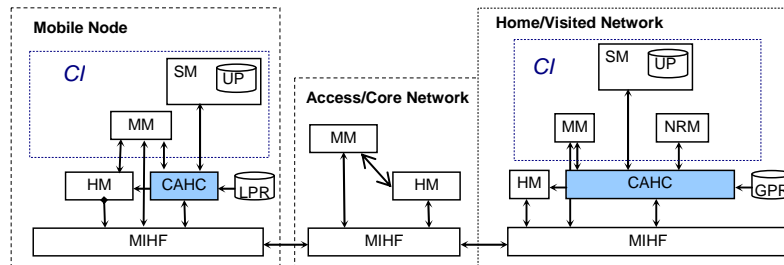 Mobile Node
CI
SM
UP
MM
HM
CAHC
LPR
MIHF
Access/Core Network
MM
HM
MIHF
Home/Visited Network
CI
SM
UP
MM
NRM
HM
CAHC
GPR
MIHF